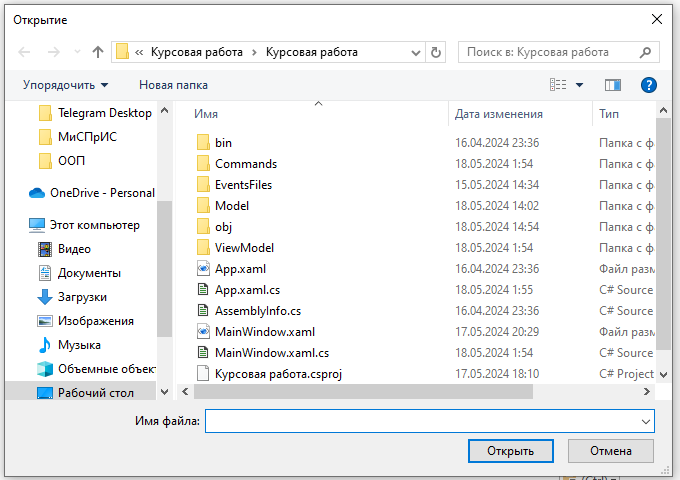 Открытие
« Курсовая работа > Курсовая работа
Поиск в: Курсовая работа
Упорядочить
Новая папка
Имя Дата изменения Тип
Telegram Desktop
МиСПрИС
ООП
OneDrive - Personal
Этот компьютер
Видео
Документы
Загрузки
Изображения
Музыка
Объемные объект
Рабочий стол
bin 16.04.2024 23:36 Папка с ф
Commands 18.05.2024 1:54 Папка с ф
EventsFiles 15.05.2024 14:34 Папка с ф
Model 18.05.2024 14:02 Папка с ф
obj 18.05.2024 14:54 Папка с ф
ViewModel 18.05.2024 1:54 Папка с ф
App.xaml 16.04.2024 23:36 Файл разм
App.xaml.cs 18.05.2024 1:55 C# Source
AssemblyInfo.cs 16.04.2024 23:36 C# Source
MainWindow.xaml 17.05.2024 20:29 Файл разм
MainWindow.xaml.cs 18.05.2024 1:54 C# Source
Курсовая работа.csproj 17.05.2024 18:10 C# Project
Имя файла:
Открыть
Отмена